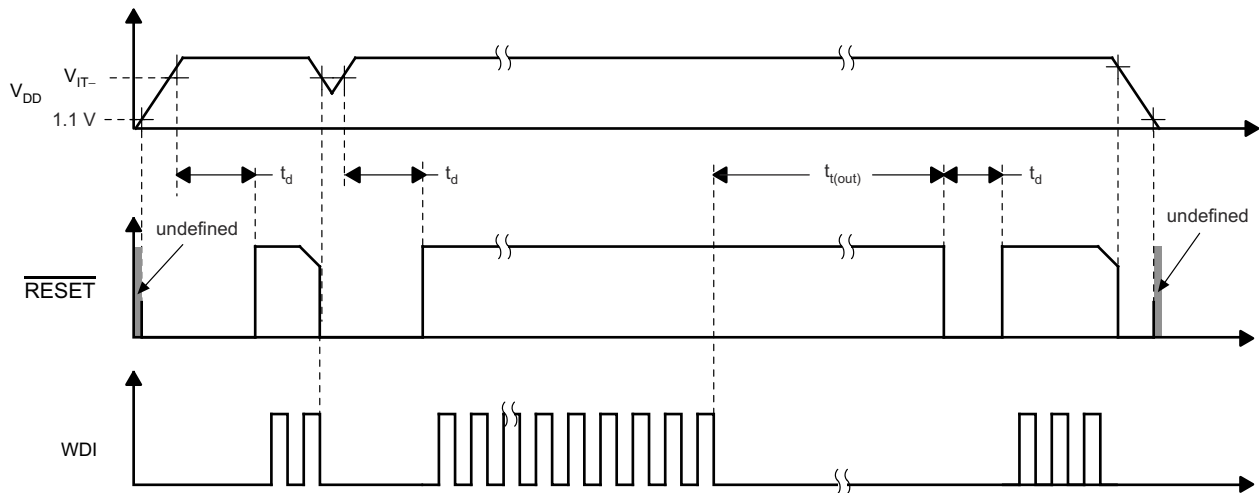 V_IT–
V_DD
1.1 V
t_d
t_d
t_t(out)
t_d
undefined
undefined
RESET
WDI